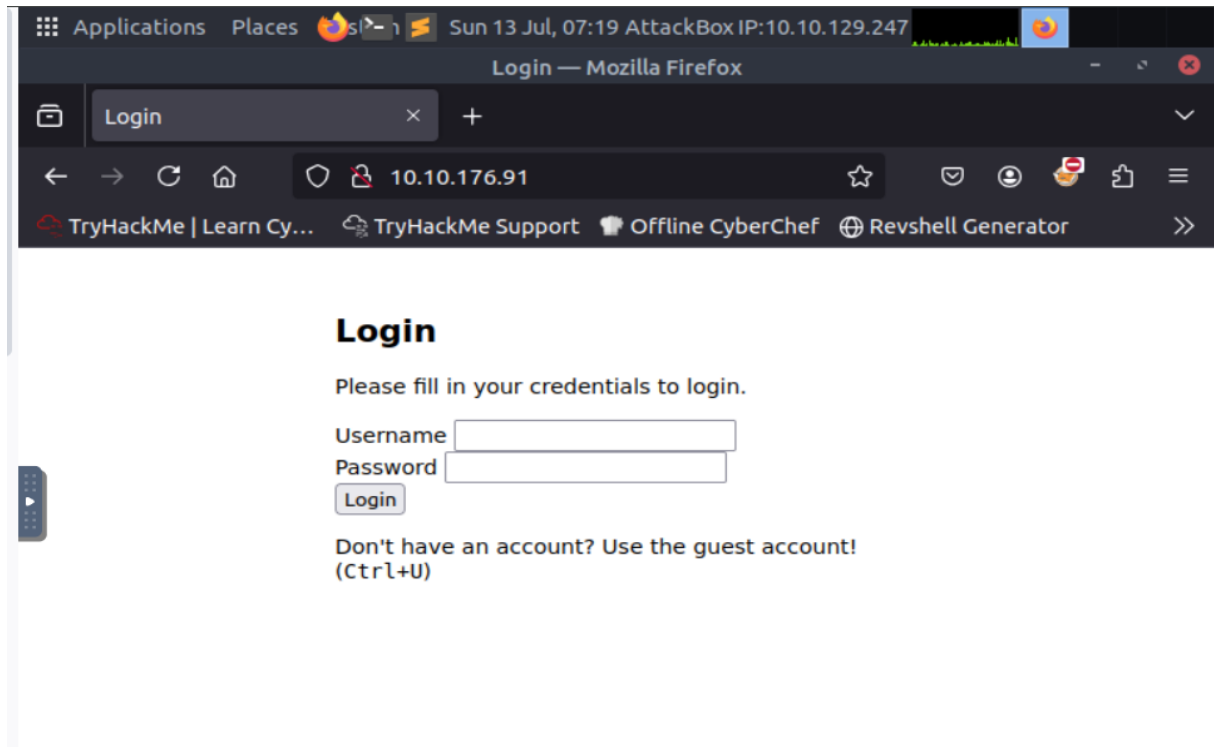 Applications Places Sun 13 Jul, 07:19 AttackBox IP:10.10.129.247
Login — Mozilla Firefox
Login
10.10.176.91
TryHackMe | Learn Cy... TryHackMe Support Offline CyberChef Revshell Generator
Login
Please fill in your credentials to login.
Username
Password
Login
Don't have an account? Use the guest account!
(Ctrl+U)